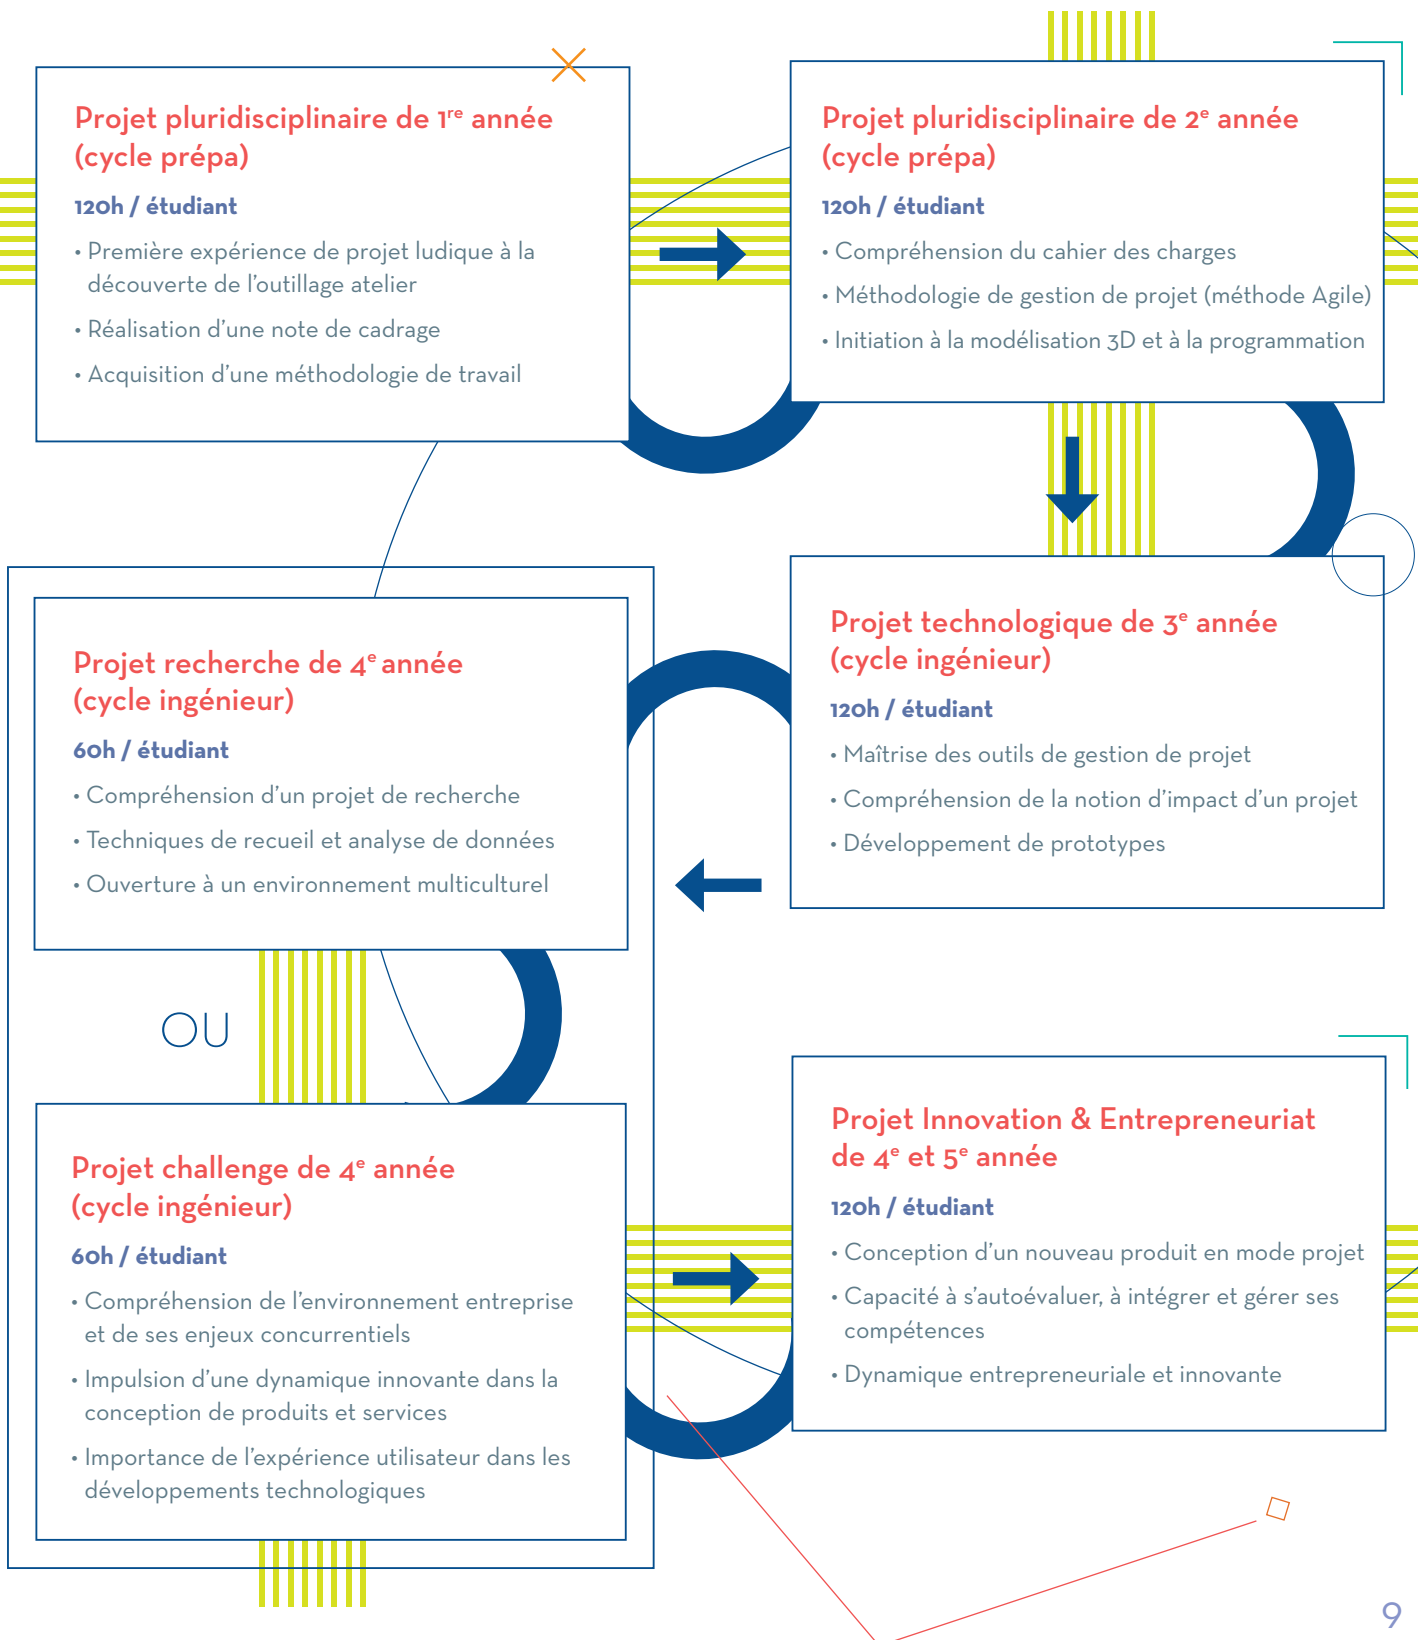 Projet pluridisciplinaire de 1re année
(cycle prépa)
120h / étudiant
• Première expérience de projet ludique à la
découverte de l'outillage atelier
• Réalisation d'une note de cadrage
• Acquisition d'une méthodologie de travail
Projet pluridisciplinaire de 2e année
(cycle prépa)
120h / étudiant
• Compréhension du cahier des charges
• Méthodologie de gestion de projet (méthode Agile)
• Initiation à la modélisation 3D et à la programmation
Projet technologique de 3e année
(cycle ingénieur)
120h / étudiant
• Maîtrise des outils de gestion de projet
• Compréhension de la notion d'impact d'un projet
• Développement de prototypes
Projet recherche de 4e année
(cycle ingénieur)
60h / étudiant
• Compréhension d'un projet de recherche
• Techniques de recueil et analyse de données
• Ouverture à un environnement multiculturel
OU
Projet challenge de 4e année
(cycle ingénieur)
60h / étudiant
• Compréhension de l'environnement entreprise
et de ses enjeux concurrentiels
• Impulsion d'une dynamique innovante dans la
conception de produits et services
• Importance de l'expérience utilisateur dans les
développements technologiques
Projet Innovation & Entrepreneuriat
de 4e et 5e année
120h / étudiant
• Conception d'un nouveau produit en mode projet
• Capacité à s'autoévaluer, à intégrer et gérer ses
compétences
• Dynamique entrepreneuriale et innovante
9